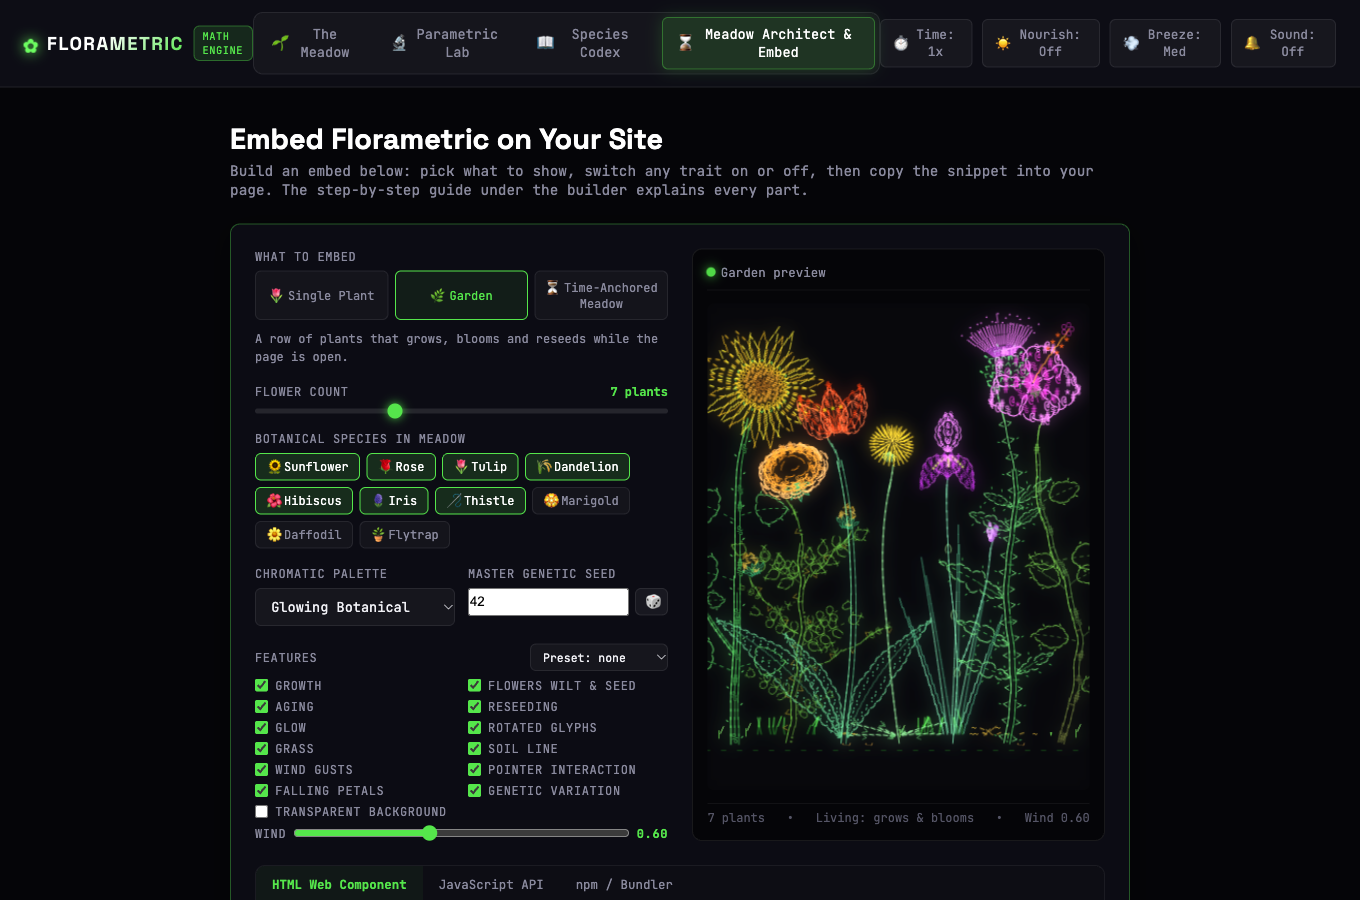 FLORAMETRIC
MATH
ENGINE
The
Meadow
Parametric
Lab
Species
Codex
Meadow Architect &
Embed
Time:
1x
Nourish:
Off
Breeze:
Med
Sound:
Off
Embed Florametric on Your Site
Build an embed below: pick what to show, switch any trait on or off, then copy the snippet into your
page. The step-by-step guide under the builder explains every part.
WHAT TO EMBED
Single Plant
Garden
Time-Anchored
Meadow
A row of plants that grows, blooms and reseeds while the
page is open.
FLOWER COUNT 7 plants
BOTANICAL SPECIES IN MEADOW
Sunflower Rose Tulip Dandelion
Hibiscus Iris Thistle Marigold
Daffodil Flytrap
CHROMATIC PALETTE MASTER GENETIC SEED
Glowing Botanical 42
FEATURES Preset: none
GROWTH FLOWERS WILT & SEED
AGING RESEEDING
GLOW ROTATED GLYPHS
GRASS SOIL LINE
WIND GUSTS POINTER INTERACTION
FALLING PETALS GENETIC VARIATION
TRANSPARENT BACKGROUND
WIND 0.60
Garden preview
7 plants • Living: grows & blooms • Wind 0.60
HTML Web Component JavaScript API npm / Bundler